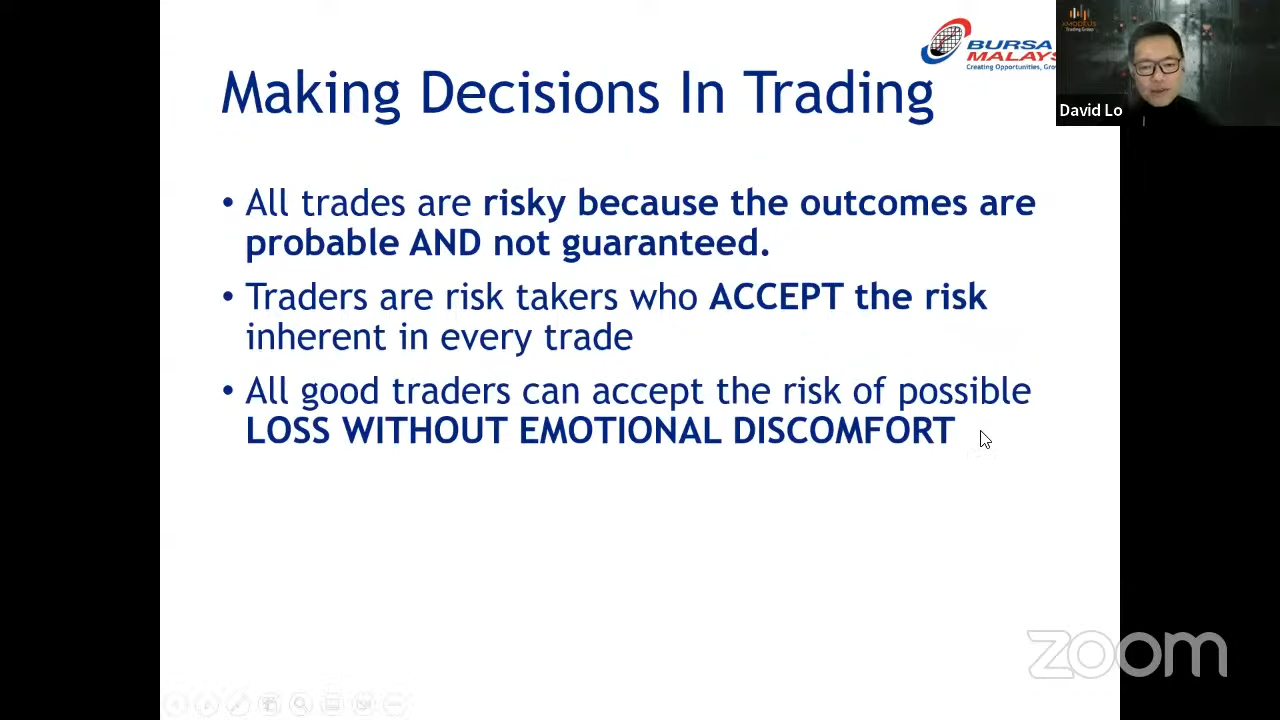 BURSA
MALAYS
Creating Opportunities, Grow
Making Decisions In Trading
David Lo
• All trades are risky because the outcomes are
probable AND not guaranteed.
• Traders are risk takers who ACCEPT the risk
inherent in every trade
• All good traders can accept the risk of possible
LOSS WITHOUT EMOTIONAL DISCOMFORT
zoom